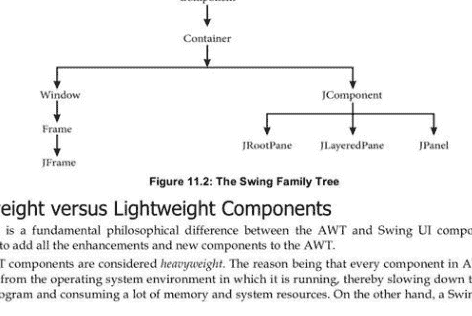 Component
Container
Window JComponent
Frame JRootPane JLayeredPane JPanel
JFrame
Figure 11.2: The Swing Family Tree
eight versus Lightweight Components
is a fundamental philosophical difference between the AWT and Swing UI compo
to add all the enhancements and new components to the AWT.
T components are considered heavyweight. The reason being that every component in A
from the operating system environment in which it is running, thereby slowing down t
ogram and consuming a lot of memory and system resources. On the other hand, a Swin